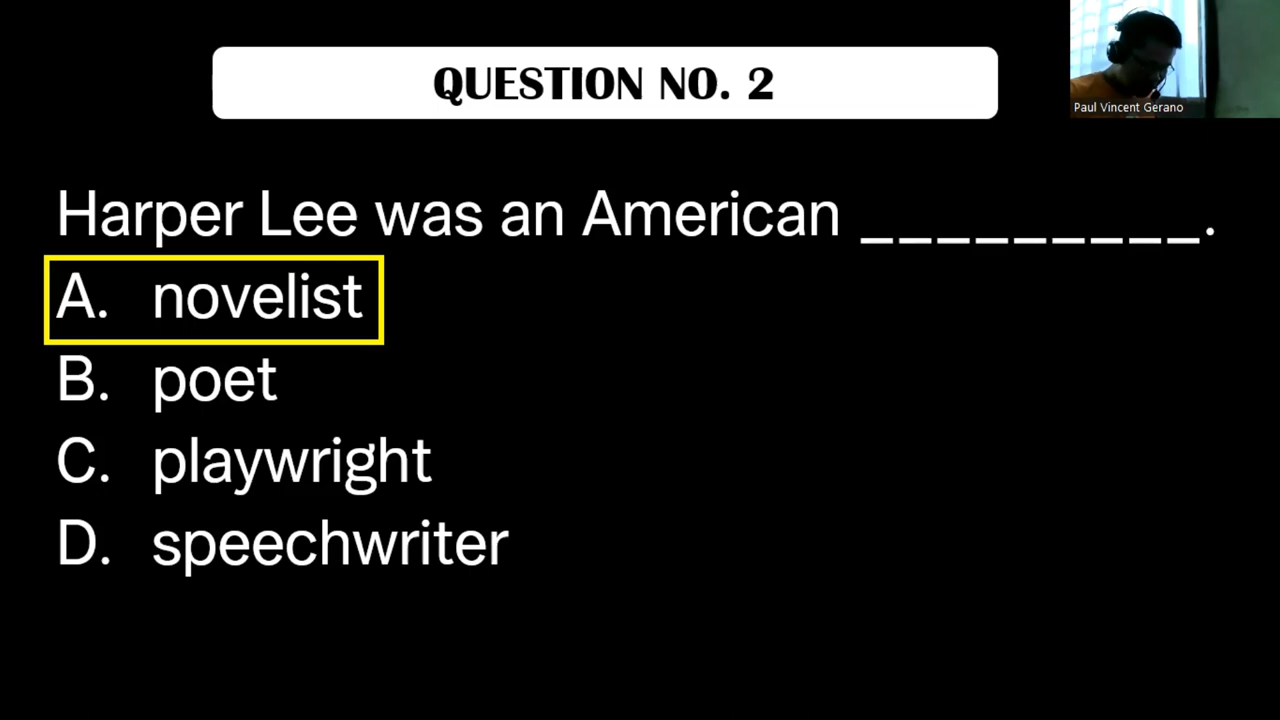 QUESTION NO. 2
Paul Vincent Gerano
Harper Lee was an American _________.
A. novelist
B. poet
C. playwright
D. speechwriter